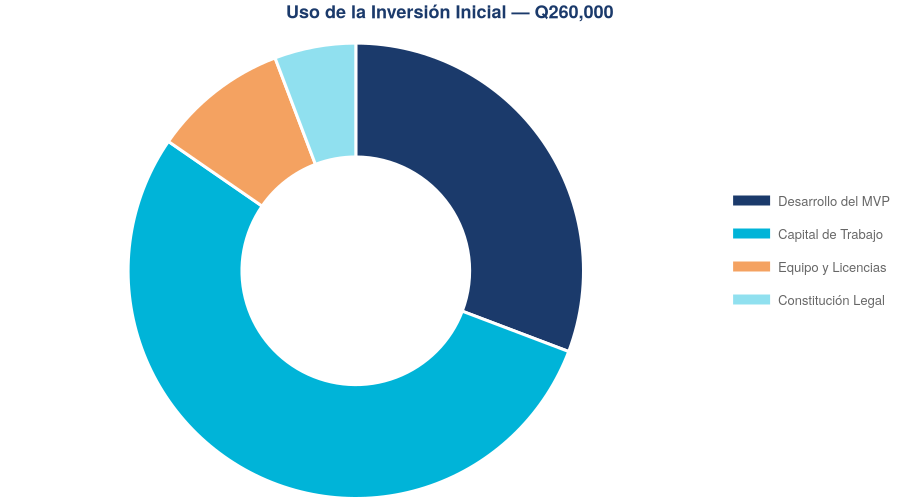 Uso de la Inversión Inicial — Q260,000
Desarrollo del MVP
Capital de Trabajo
Equipo y Licencias
Constitución Legal